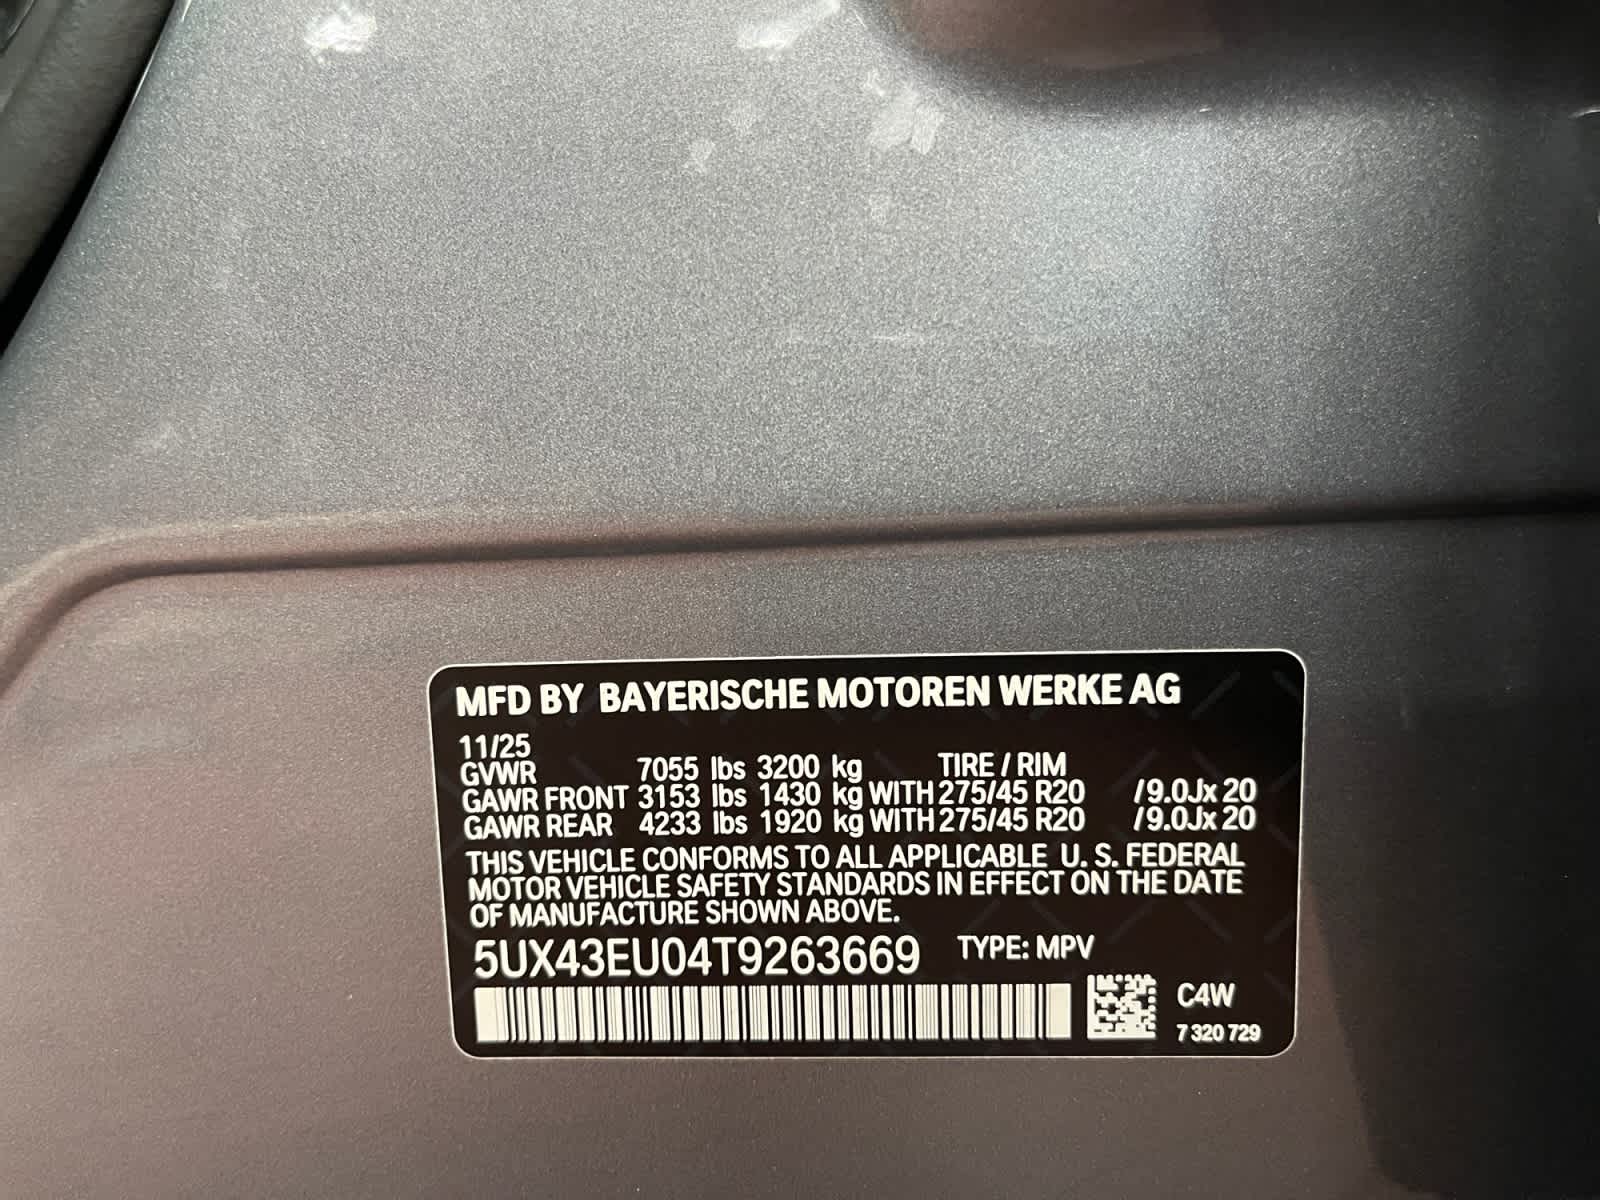 MFD BY BAYERISCHE MOTOREN WERKE AG
11/25
GVWR 7055 lbs 3200 kg TIRE / RIM
GAWR FRONT 3153 lbs 1430 kg WITH 275/45 R20 /9.0Jx 20
GAWR REAR 4233 lbs 1920 kg WITH 275/45 R20 /9.0Jx 20
THIS VEHICLE CONFORMS TO ALL APPLICABLE U. S. FEDERAL
MOTOR VEHICLE SAFETY STANDARDS IN EFFECT ON THE DATE
OF MANUFACTURE SHOWN ABOVE.
5UX43EU04T9263669 TYPE: MPV
C4W
7 320 729